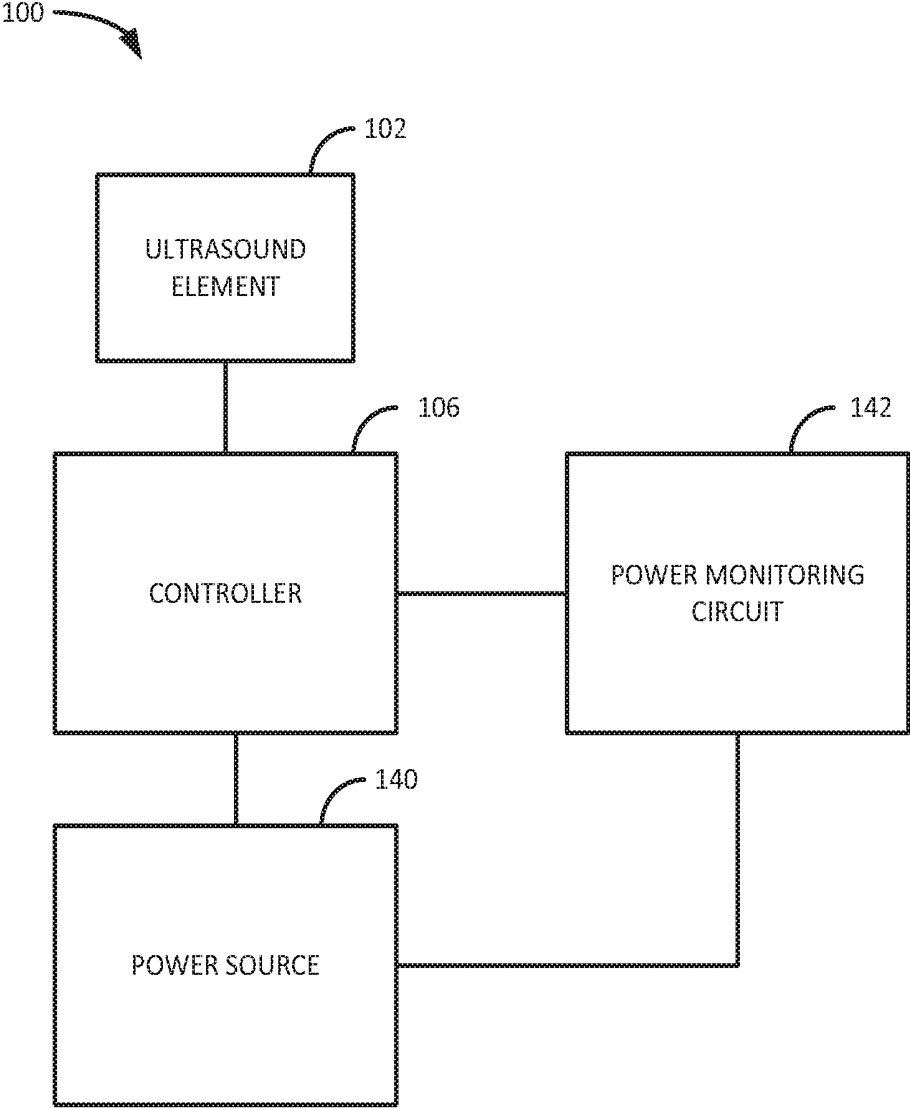 100
102
ULTRASOUND
ELEMENT
106
142
CONTROLLER
POWER MONITORING
CIRCUIT
140
POWER SOURCE